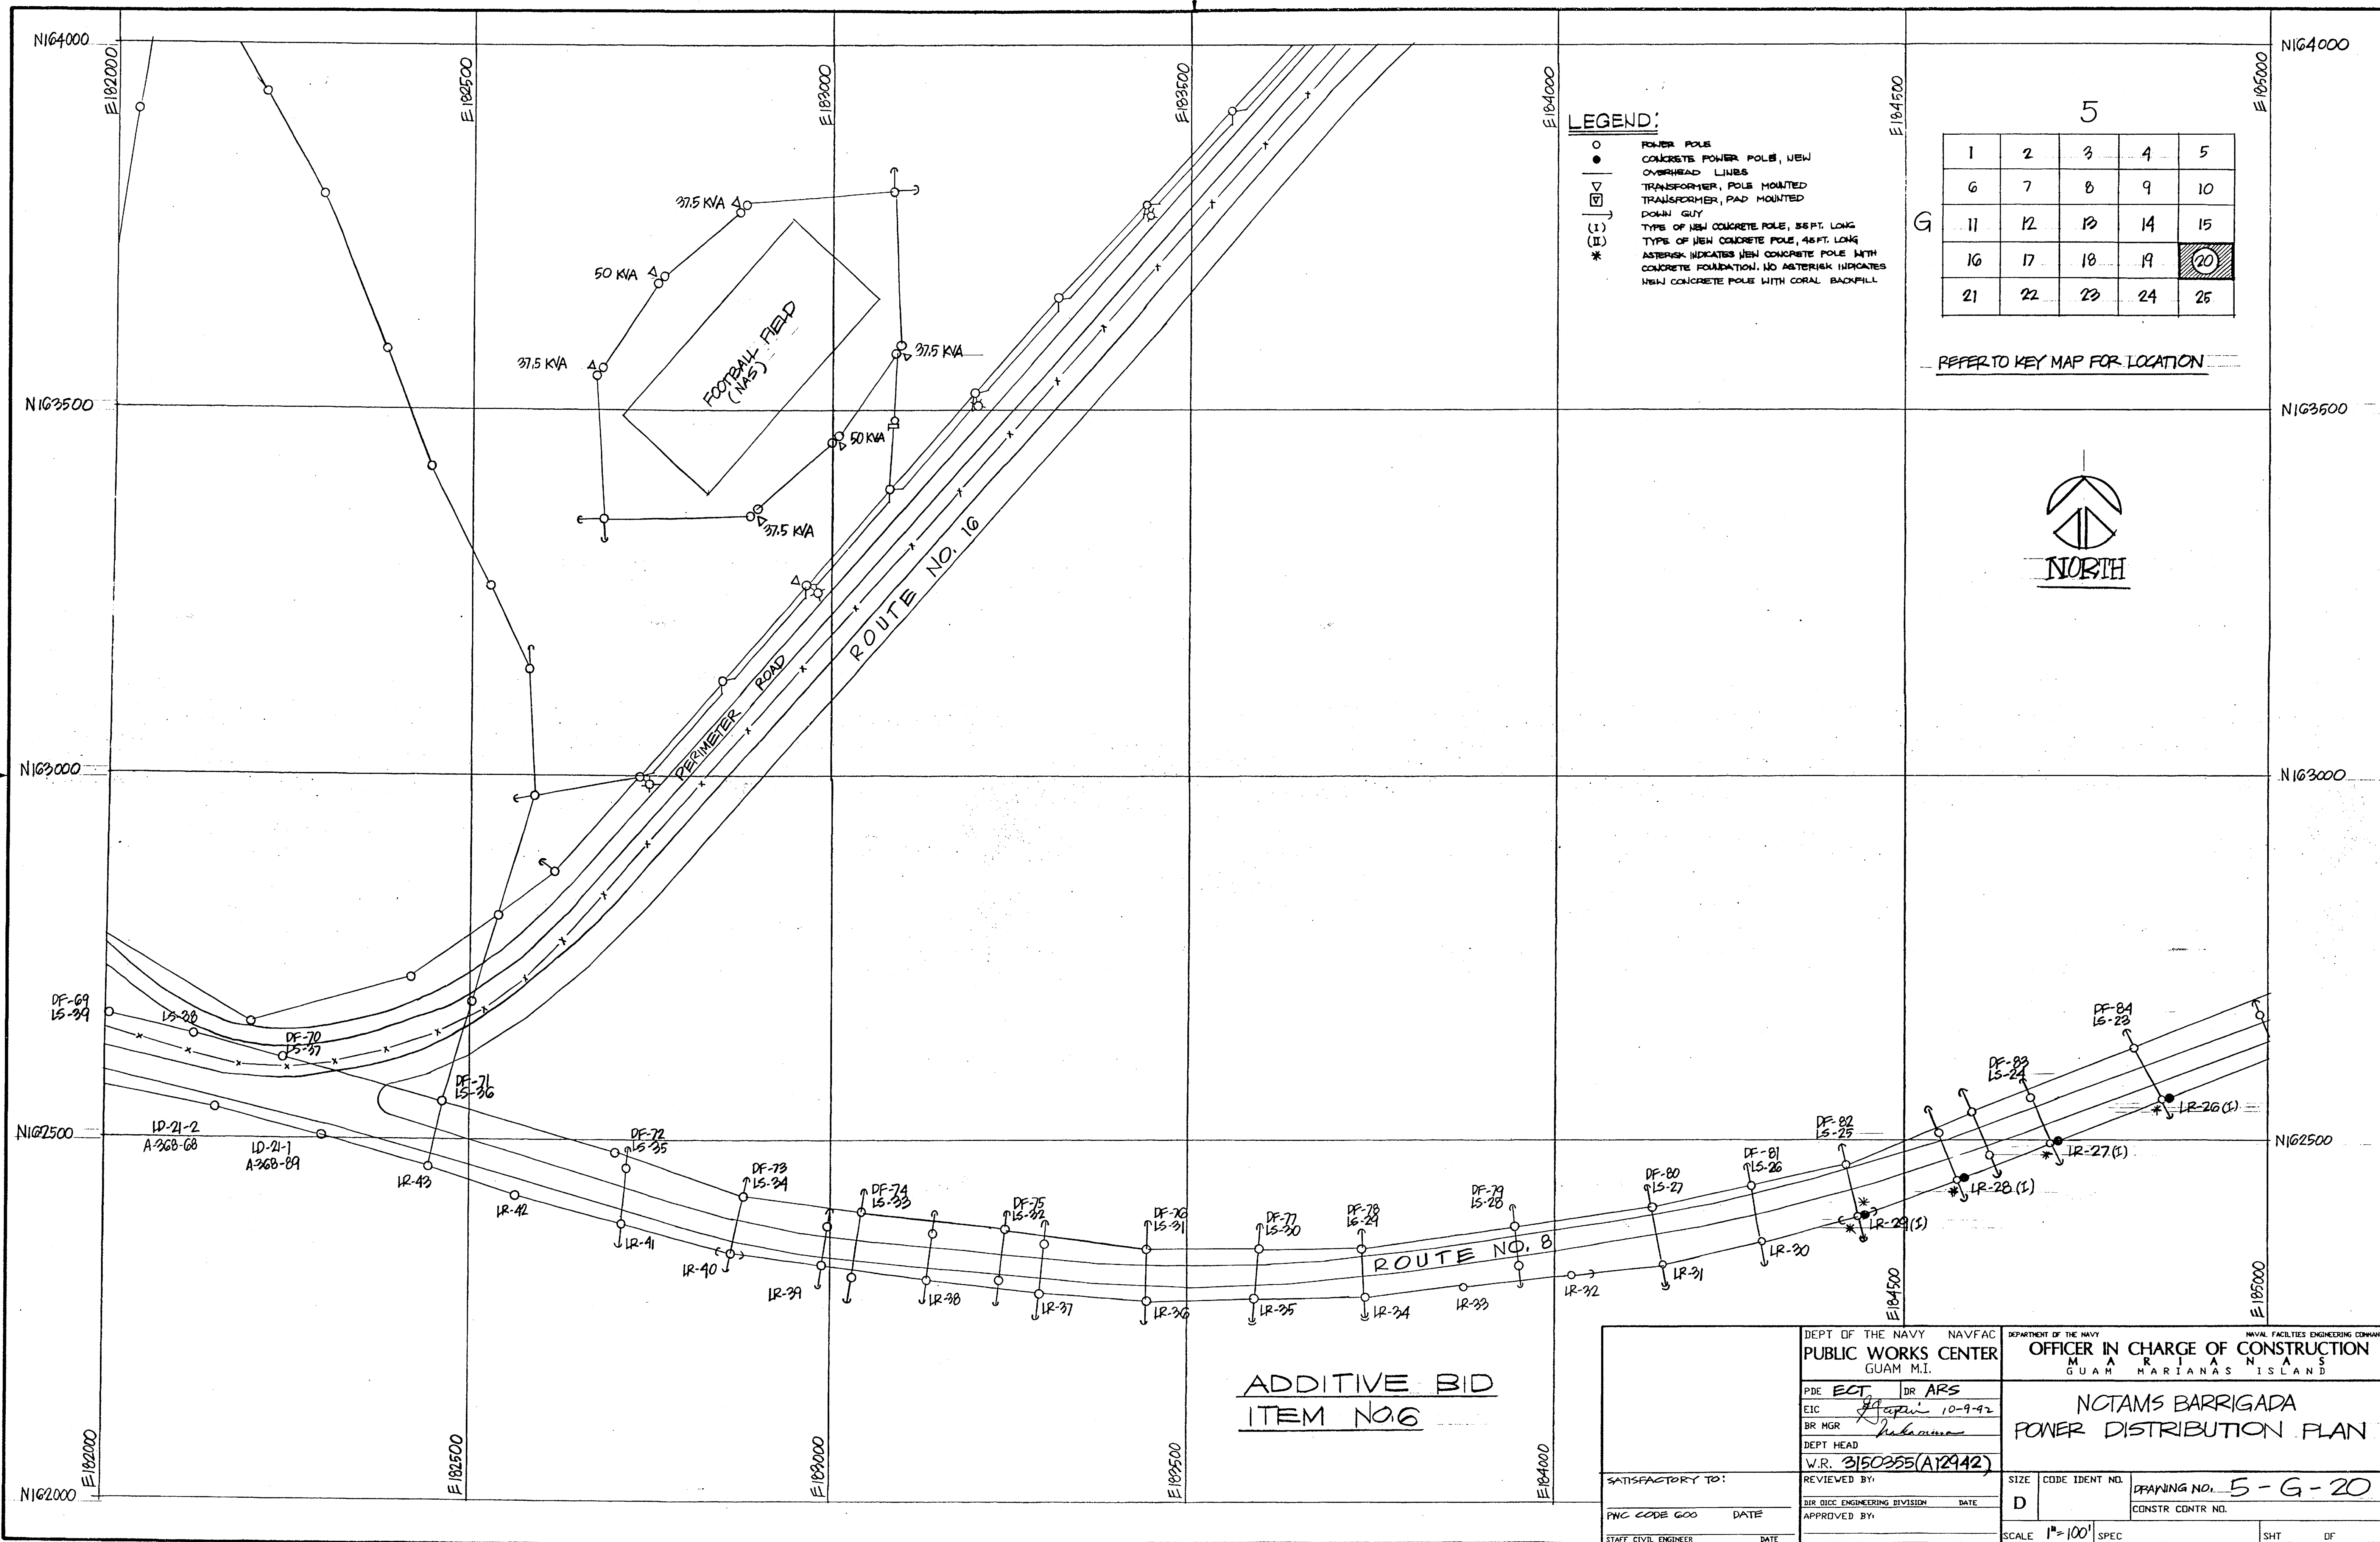 N164000
E182000
E182500
E183000
E183500
E184000
E184500
E185000
N164000
LEGEND:
POWER POLE
CONCRETE POWER POLE, NEW
OVERHEAD LINES
TRANSFORMER, POLE MOUNTED
TRANSFORMER, PAD MOUNTED
DOWN GUY
(I) TYPE OF NEW CONCRETE POLE, 55FT. LONG
(II) TYPE OF NEW CONCRETE POLE, 45FT. LONG
* ASTERISK INDICATES NEW CONCRETE POLE WITH
CONCRETE FOUNDATION. NO ASTERISK INDICATES
NEW CONCRETE POLE WITH CORAL BACKFILL
5
G
1 2 3 4 5
6 7 8 9 10
11 12 13 14 15
16 17 18 19 20
21 22 23 24 25
REFER TO KEY MAP FOR LOCATION
NORTH
37.5 KVA
50 KVA
37.5 KVA
37.5 KVA
50 KVA
37.5 KVA
FOOTBALL FIELD
(NAS)
N163500
N163500
ROUTE NO. 16
PERIMETER ROAD
N163000
N163000
DF-69
LS-39
LS-38
DF-70
LS-37
DF-71
LS-36
DF-72
LS-35
DF-73
LS-34
DF-74
LS-33
DF-75
LS-32
DF-76
LS-31
DF-77
LS-30
DF-78
LS-29
DF-79
LS-28
DF-80
LS-27
DF-81
LS-26
DF-82
LS-25
DF-83
LS-24
DF-84
LS-23
N162500
N162500
LD-21-2
A-368-68
LD-21-1
A-368-89
LR-43
LR-42
LR-41
LR-40
LR-39
LR-38
LR-37
LR-36
LR-35
LR-34
LR-33
LR-32
LR-31
LR-30
* LR-29(I)
*
* LR-28(I)
* LR-27(I)
* LR-26(I)
ROUTE NO. 8
ADDITIVE BID
ITEM NO.6
N162000
E182000
E182500
E183000
E183500
E184000
E184500
E185000
SATISFACTORY TO:
PWC CODE 600 DATE
STAFF CIVIL ENGINEER DATE
DEPT OF THE NAVY NAVFAC
PUBLIC WORKS CENTER
GUAM M.I.
PDE ECT DR ARS
EIC 10-9-92
BR MGR
DEPT HEAD
W.R. 3150355(A12942)
REVIEWED BY:
DIR OICC ENGINEERING DIVISION DATE
APPROVED BY:
DEPARTMENT OF THE NAVY NAVAL FACILTIES ENGINEERING
OFFICER IN CHARGE OF CONSTRUCTION
MARIANAS
GUAM MARIANAS ISLAND
NCTAMS BARRIGADA
POWER DISTRIBUTION PLAN
SIZE D
CODE IDENT NO.
DRAWING NO. 5-G-20
CONSTR CONTR NO.
SCALE 1"=100'
SPEC
SHT OF